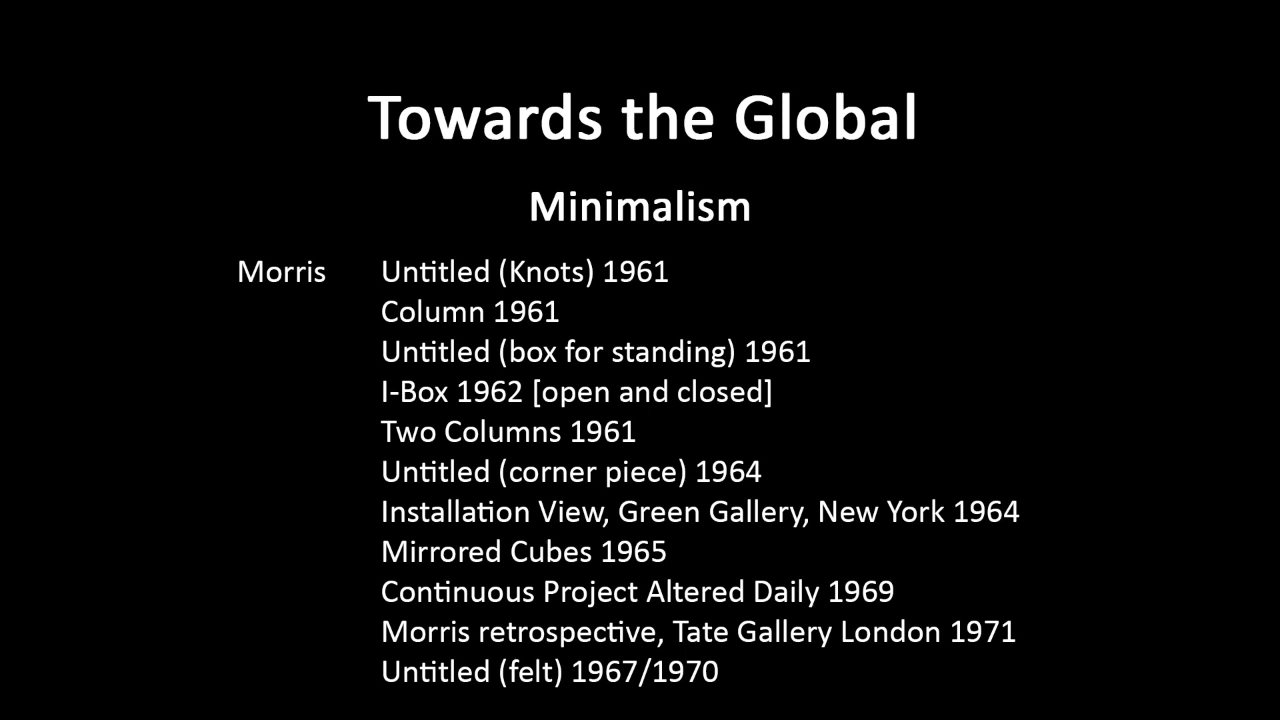 Towards the Global
Minimalism
Morris Untitled (Knots) 1961
Column 1961
Untitled (box for standing) 1961
I-Box 1962 [open and closed]
Two Columns 1961
Untitled (corner piece) 1964
Installation View, Green Gallery, New York 1964
Mirrored Cubes 1965
Continuous Project Altered Daily 1969
Morris retrospective, Tate Gallery London 1971
Untitled (felt) 1967/1970